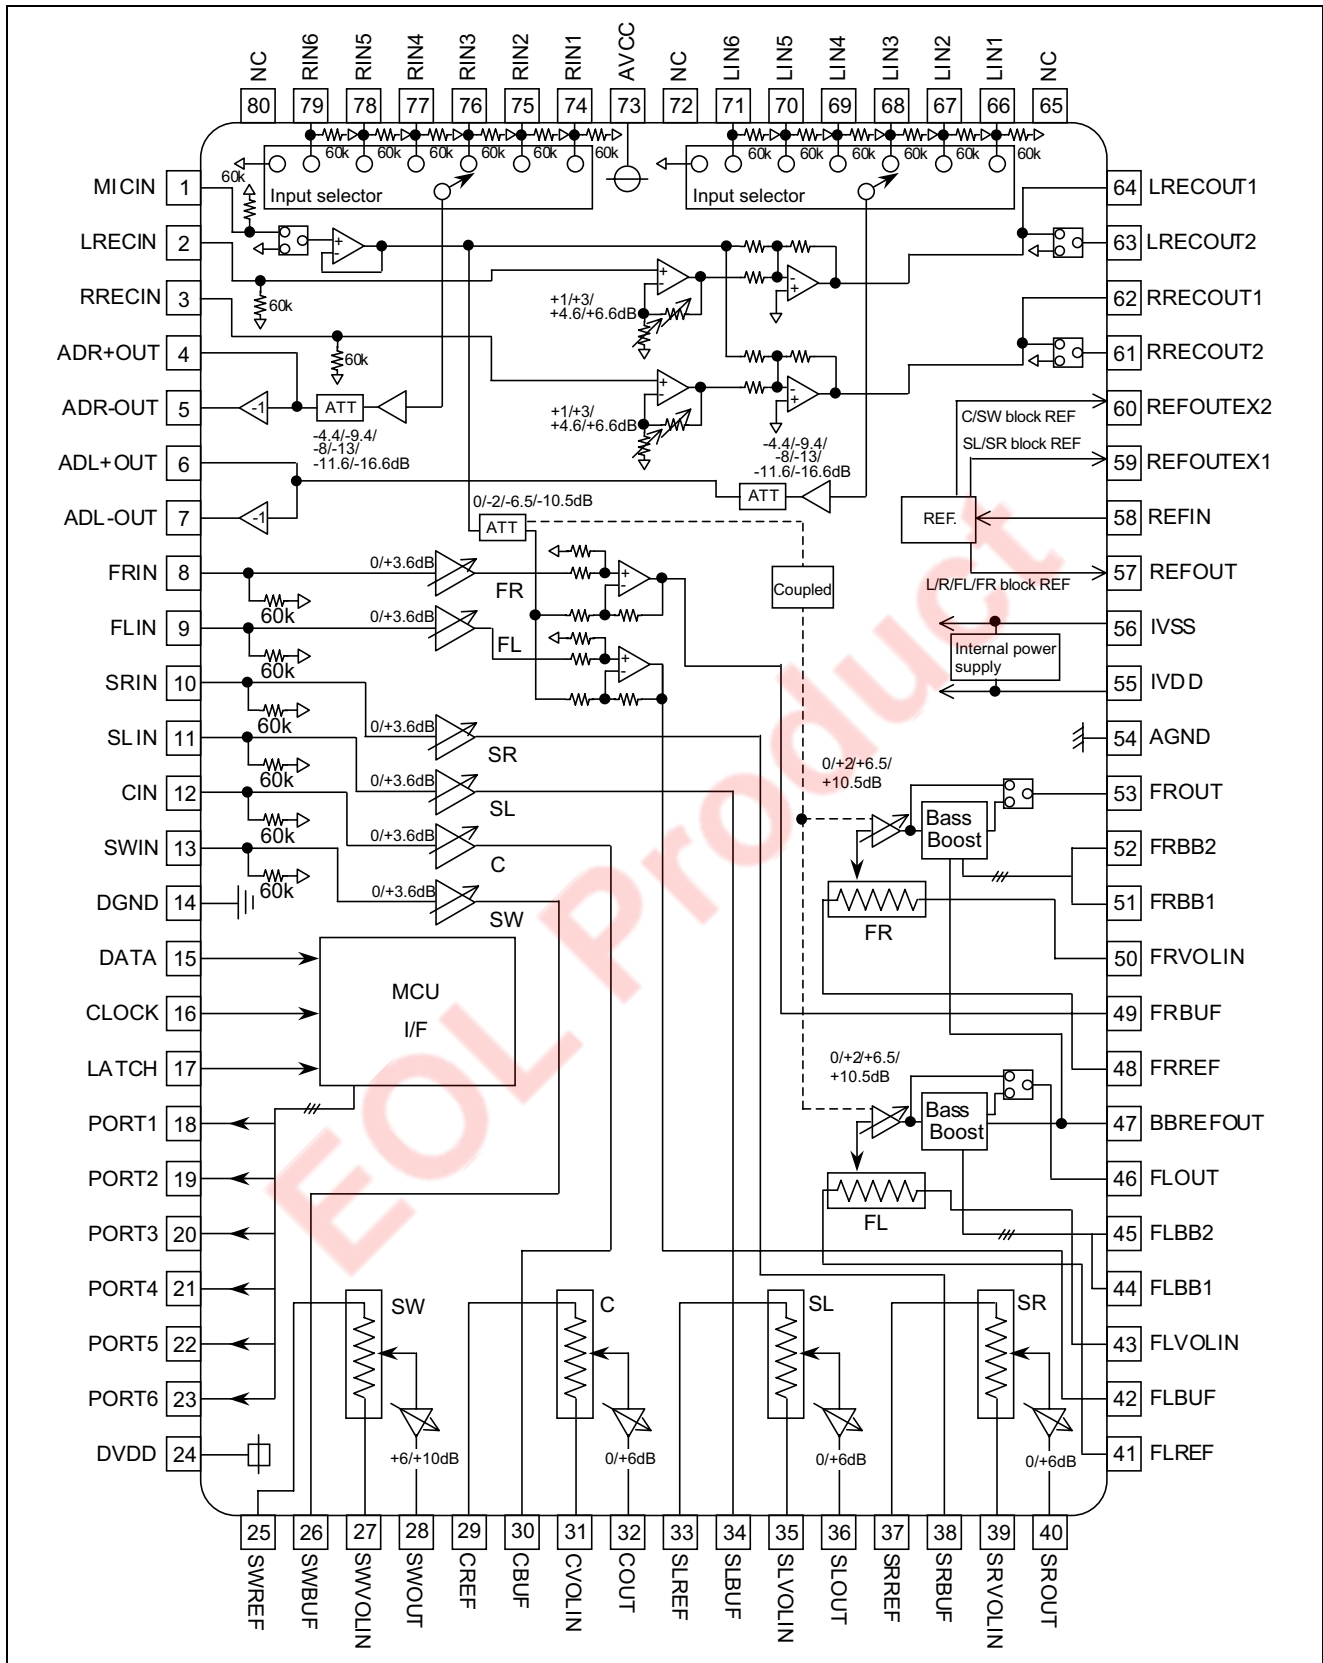 NC RIN6 RIN5 RIN4 RIN3 RIN2 RIN1 AVCC NC LIN6 LIN5 LIN4 LIN3 LIN2 LIN1 NC
80 79 78 77 76 75 74 73 72 71 70 69 68 67 66 65
60k 60k 60k 60k 60k 60k 60k 60k 60k 60k 60k 60k
Input selector
Input selector
MICIN 1
60k
LRECIN 2
60k
RRECIN 3
60k
ADR+OUT 4
ADR-OUT 5
-1
ATT
-4.4/-9.4/
-8/-13/
-11.6/-16.6dB
ADL+OUT 6
ADL-OUT 7
-1
+ -
+ -
+1/+3/
+4.6/+6.6dB
- +
+ -
+1/+3/
+4.6/+6.6dB
- +
-4.4/-9.4/
-8/-13/
-11.6/-16.6dB
ATT
0/-2/-6.5/-10.5dB
ATT
64 LRECOUT1
63 LRECOUT2
62 RRECOUT1
61 RRECOUT2
60 REFOUTEX2
C/SW block REF
SL/SR block REF
59 REFOUTEX1
REF.
58 REFIN
57 REFOUT
L/R/FL/FR block REF
Coupled
56 IVSS
Internal power
supply
55 IVDD
54 AGND
FRIN 8
60k
0/+3.6dB
FR
+ -
FLIN 9
60k
0/+3.6dB
FL
+ -
SRIN 10
60k
0/+3.6dB
SR
SLIN 11
60k
0/+3.6dB
SL
CIN 12
60k
0/+3.6dB
C
SWIN 13
60k
0/+3.6dB
SW
DGND 14
DATA 15
CLOCK 16
LATCH 17
MCU
I/F
PORT1 18
PORT2 19
PORT3 20
PORT4 21
PORT5 22
PORT6 23
DVDD 24
0/+2/+6.5/
+10.5dB
Bass
Boost
FR
53 FROUT
52 FRBB2
51 FRBB1
50 FRVOLIN
49 FRBUF
48 FRREF
0/+2/+6.5/
+10.5dB
Bass
Boost
FL
47 BBREFOUT
46 FLOUT
45 FLBB2
44 FLBB1
43 FLVOLIN
42 FLBUF
41 FLREF
SW
+6/+10dB
C
0/+6dB
SL
0/+6dB
SR
0/+6dB
25 26 27 28 29 30 31 32 33 34 35 36 37 38 39 40
SWREF SWBUF SWVOLIN SWOUT CREF CBUF CVOLIN COUT SLREF SLBUF SLVOLIN SLOUT SRREF SRBUF SRVOLIN SROUT
EOL Product